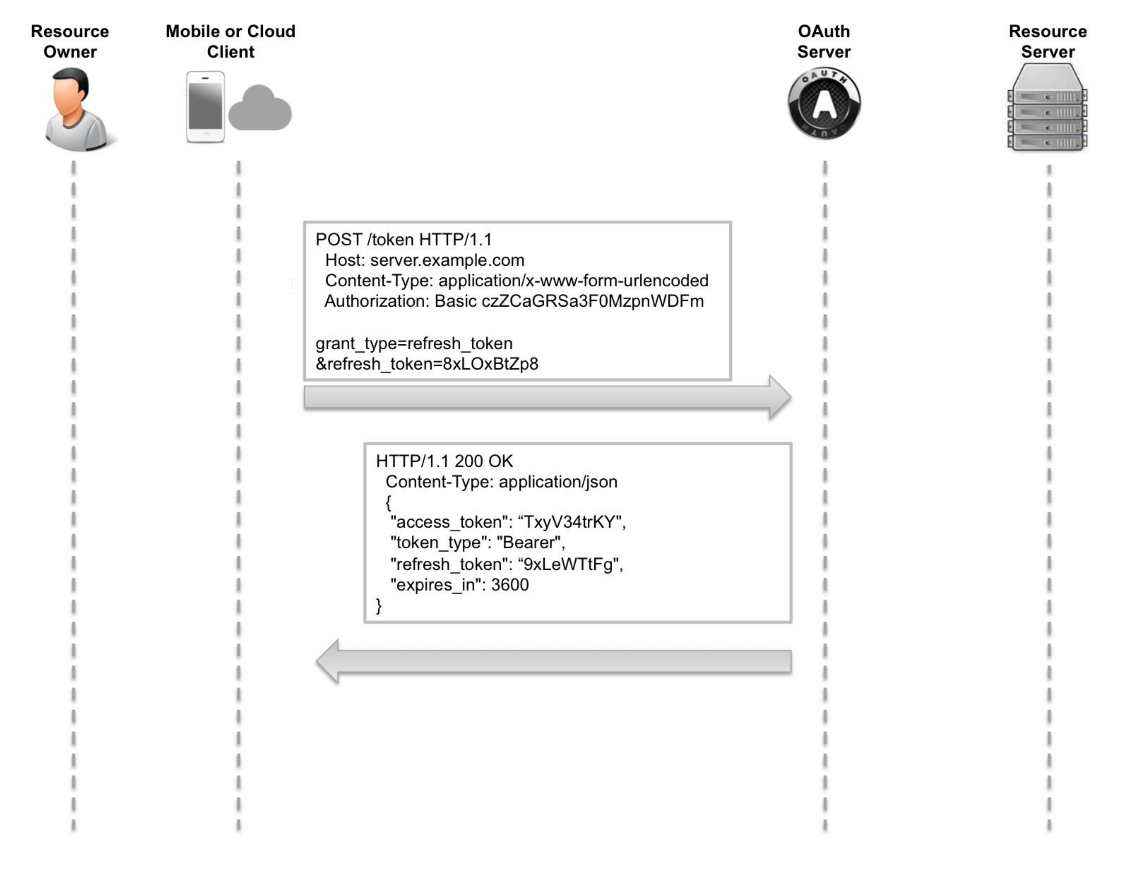 Resource
Owner
Mobile or Cloud
Client
OAuth
Server
Resource
Server
OAUTH
A
AUTH
POST /token HTTP/1.1
Host: server.example.com
Content-Type: application/x-www-form-urlencoded
Authorization: Basic czZCaGRSa3F0MzpnWDFm
grant_type=refresh_token
&refresh_token=8xLOxBtZp8
HTTP/1.1 200 OK
Content-Type: application/json
{
"access_token": “TxyV34trKY",
"token_type": "Bearer",
"refresh_token": “9xLeWTtFg",
"expires_in": 3600
}